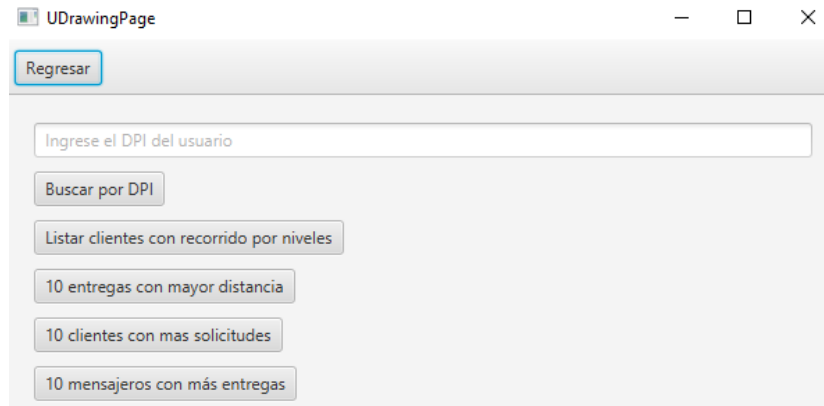 UDrawingPage
Regresar
Ingrese el DPI del usuario
Buscar por DPI
Listar clientes con recorrido por niveles
10 entregas con mayor distancia
10 clientes con mas solicitudes
10 mensajeros con más entregas